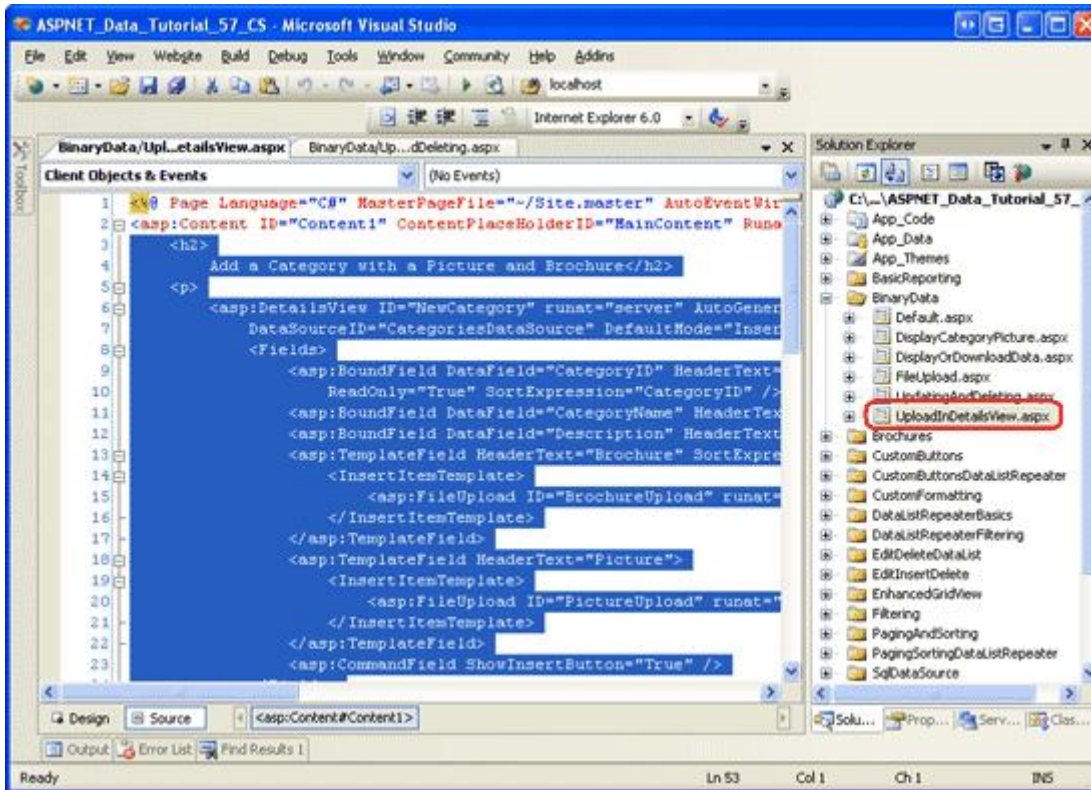 ASPNET_Data_Tutorial_57_CS - Microsoft Visual Studio
File Edit View Website Build Debug Tools Window Community Help Addins
localhost
Internet Explorer 6.0
Toolbox
BinaryData/Upl...etailsView.aspx BinaryData/Up...dDeleting.aspx
Client Objects & Events (No Events)
1 <%@ Page Language="C#" MasterPageFile="~/Site.master" AutoEventWir
2 <asp:Content ID="Content1" ContentPlaceHolderID="MainContent" Runa
3 <h2>
4 Add a Category with a Picture and Brochure</h2>
5 <p>
6 <asp:DetailsView ID="NewCategory" runat="server" AutoGener
7 DataSourceID="CategoriesDataSource" DefaultMode="Inser
8 <Fields>
9 <asp:BoundField DataField="CategoryID" HeaderText=
10 ReadOnly="True" SortExpression="CategoryID" />
11 <asp:BoundField DataField="CategoryName" HeaderTex
12 <asp:BoundField DataField="Description" HeaderText
13 <asp:TemplateField HeaderText="Brochure" SortExpre
14 <InsertItemTemplate>
15 <asp:FileUpload ID="BrochureUpload" runat=
16 </InsertItemTemplate>
17 </asp:TemplateField>
18 <asp:TemplateField HeaderText="Picture">
19 <InsertItemTemplate>
20 <asp:FileUpload ID="PictureUpload" runat="
21 </InsertItemTemplate>
22 </asp:TemplateField>
23 <asp:CommandField ShowInsertButton="True" />
Design Source <asp:Content#Content1>
Solution Explorer
C:\...\ASPNET_Data_Tutorial_57_
App_Code
App_Data
App_Themes
BasicReporting
BinaryData
Default.aspx
DisplayCategoryPicture.aspx
DisplayOrDownloadData.aspx
FileUpload.aspx
UpdatingAndDeleting.aspx
UploadInDetailsView.aspx
Brochures
CustomButtons
CustomButtonsDataListRepeater
CustomFormatting
DataListRepeaterBasics
DataListRepeaterFiltering
EditDeleteDataList
EditInsertDelete
EnhancedGridView
Filtering
PagingAndSorting
PagingSortingDataListRepeater
SqlDataSource
Solu... Prop... Serv... Clas...
Output Error List Find Results 1
Ready Ln 53 Col 1 Ch 1 INS